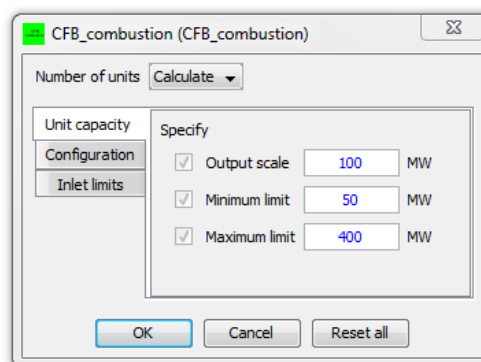 CFB_combustion (CFB_combustion)
Number of units Calculate
Unit capacity
Configuration
Inlet limits
Specify
Output scale 100 MW
Minimum limit 50 MW
Maximum limit 400 MW
OK Cancel Reset all